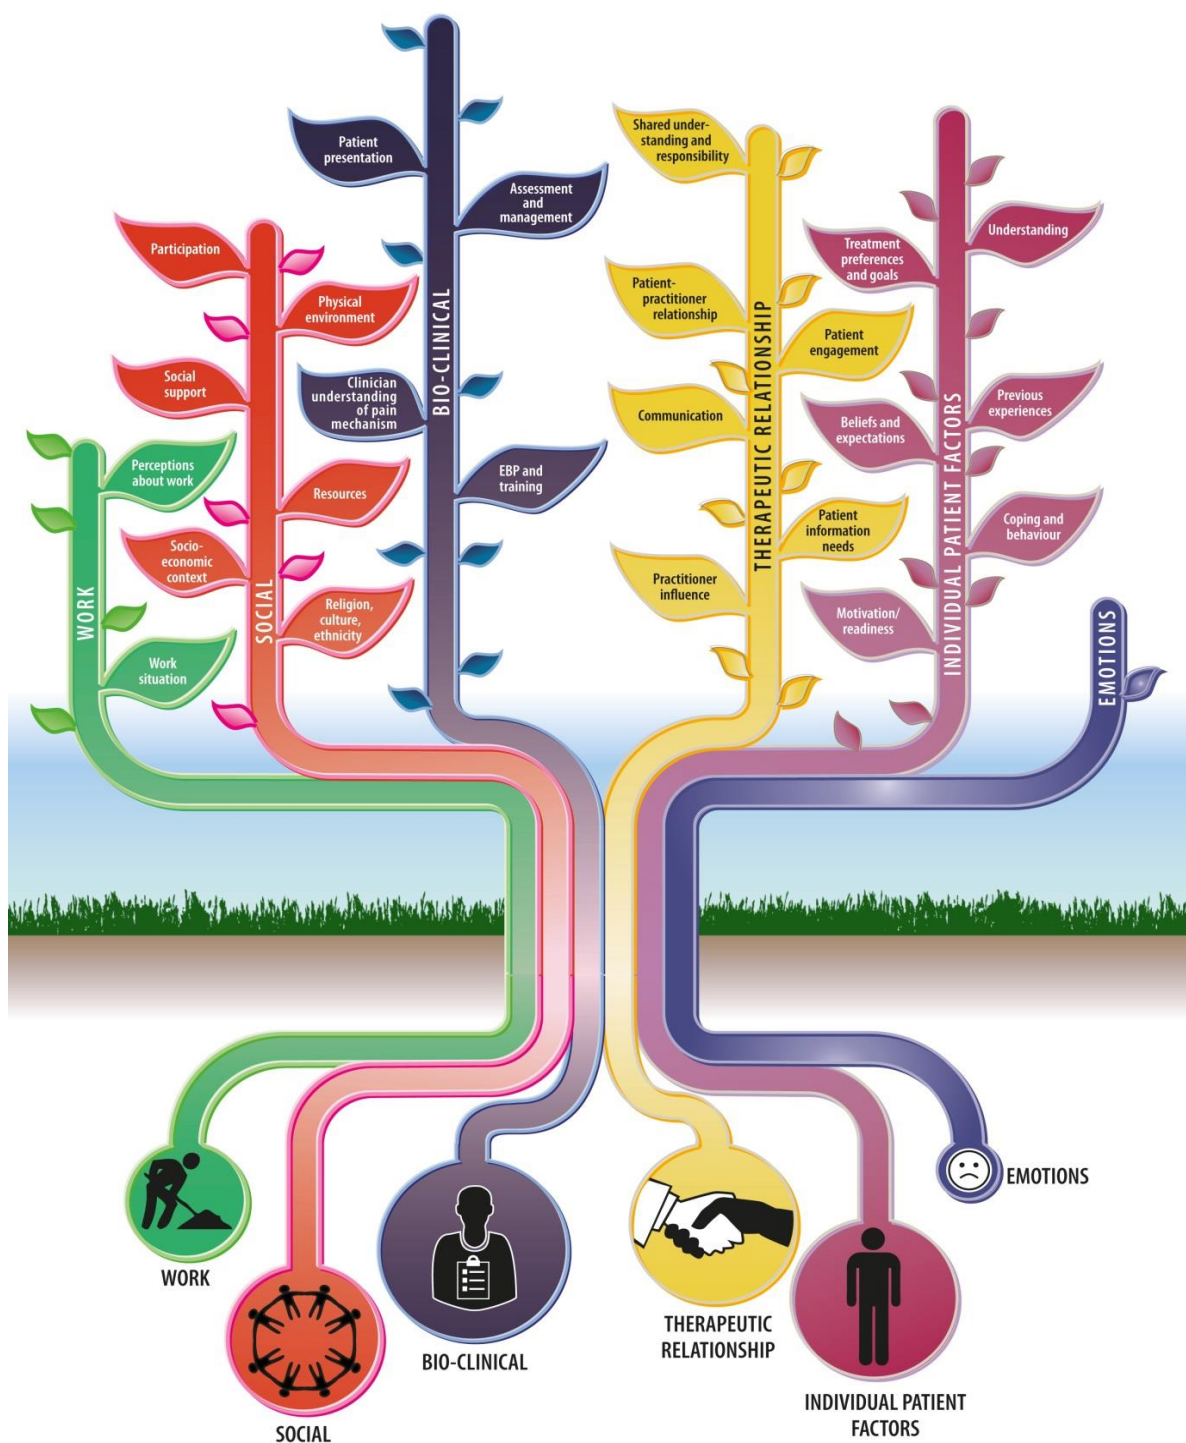 Patient
presentation
Assessment
and
management
Clinician
understanding
of pain
mechanism
EBP and
training
BIO-CLINICAL
Participation
Physical
environment
Social
support
Resources
Socio-
economic
context
Religion,
culture,
ethnicity
SOCIAL
Perceptions
about work
Work
situation
WORK
Shared under-
standing and
responsibility
Patient-
practitioner
relationship
Patient
engagement
Communication
Patient
information
needs
Practitioner
influence
THERAPEUTIC RELATIONSHIP
Understanding
Treatment
preferences
and goals
Previous
experiences
Beliefs and
expectations
Coping and
behaviour
Motivation/
readiness
INDIVIDUAL PATIENT FACTORS
EMOTIONS
WORK
SOCIAL
BIO-CLINICAL
THERAPEUTIC
RELATIONSHIP
INDIVIDUAL PATIENT
FACTORS
EMOTIONS